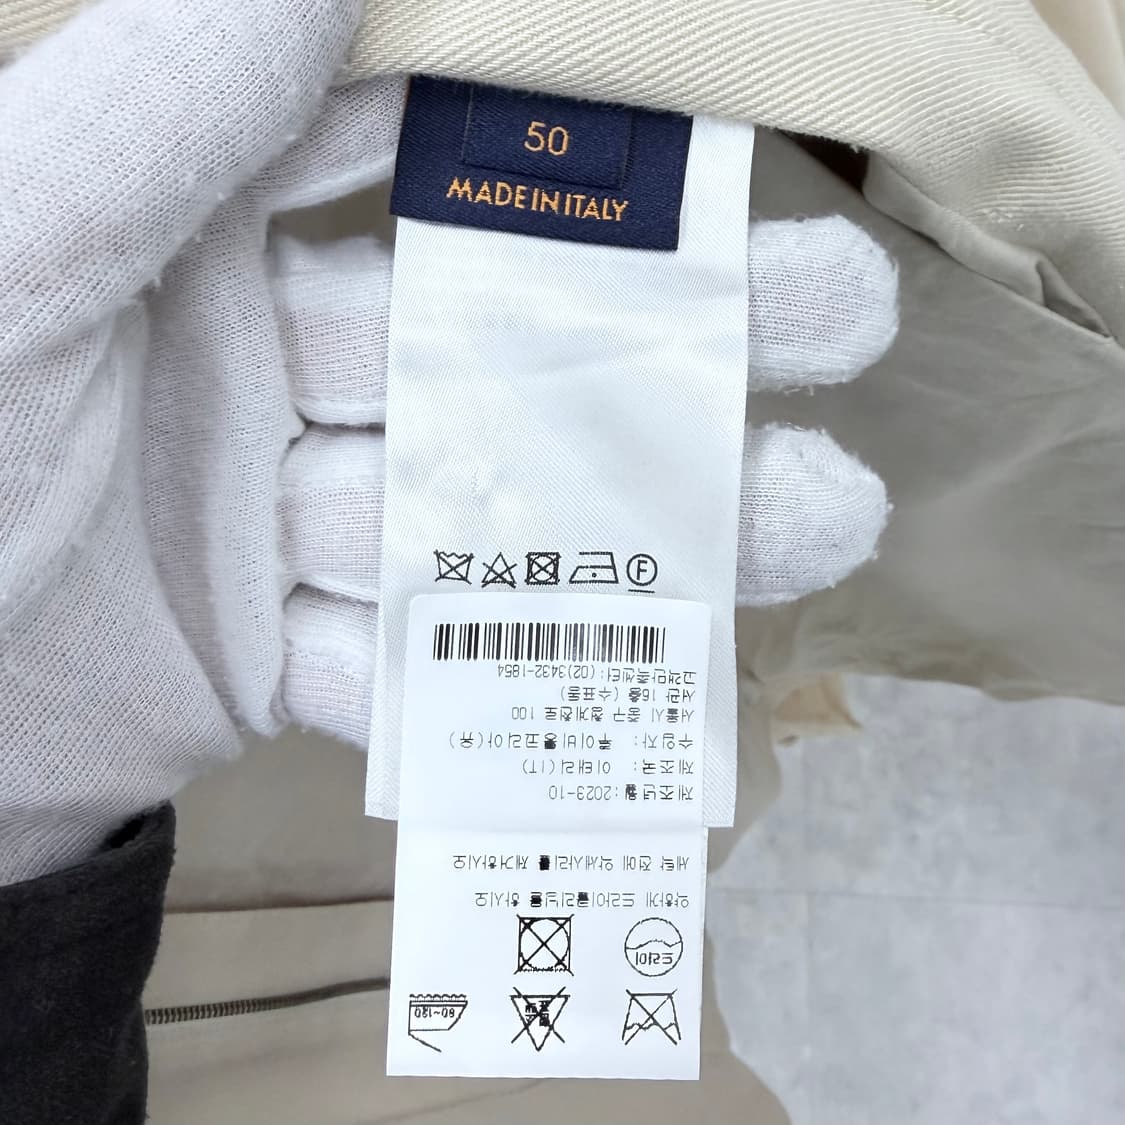 50
MADE IN ITALY
F
드라이
80~120
약하게 드라이클리닝을 하시오
세탁 전에 악세사리를 제거하시오
제조년월: 2023-10
제조국: 이태리(IT)
수입자: 루이비통코리아(유)
서울시 중구 청계천로 100
서관 16층 (수표동)
고객만족센터: (02)3432-1854